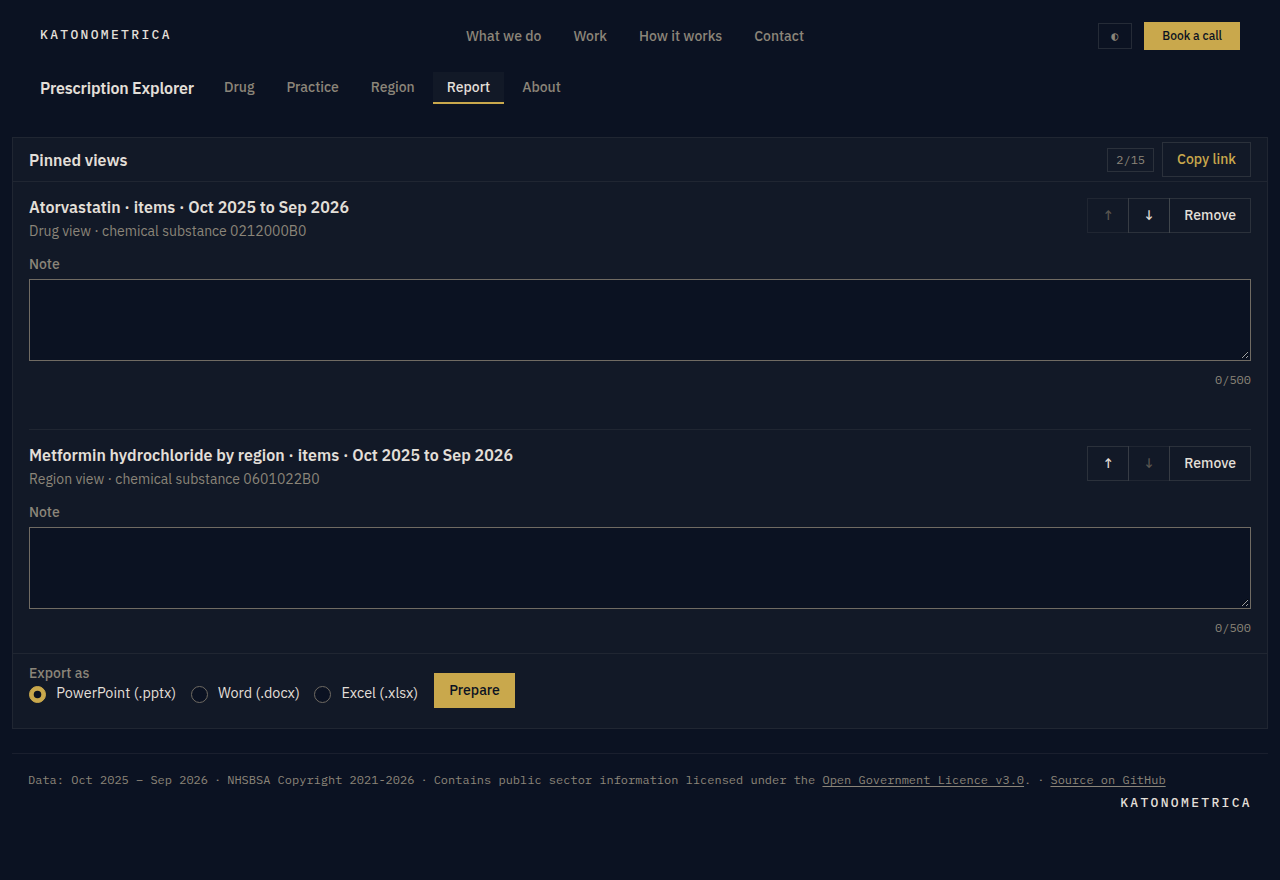 KATONOMETRICA What we do Work How it works Contact ◐ Book a call
Prescription Explorer Drug Practice Region Report About
Pinned views 2/15 Copy link
Atorvastatin · items · Oct 2025 to Sep 2026 ↑ ↓ Remove
Drug view · chemical substance 0212000B0
Note
0/500
Metformin hydrochloride by region · items · Oct 2025 to Sep 2026 ↑ ↓ Remove
Region view · chemical substance 0601022B0
Note
0/500
Export as
PowerPoint (.pptx) Word (.docx) Excel (.xlsx) Prepare
Data: Oct 2025 – Sep 2026 · NHSBSA Copyright 2021-2026 · Contains public sector information licensed under the Open Government Licence v3.0. · Source on GitHub
KATONOMETRICA